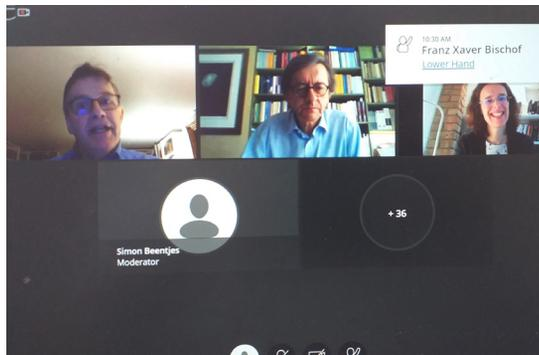 10:30 AM
Franz Xaver Bischof
Lower Hand
+ 36
Simon Beentjes
Moderator